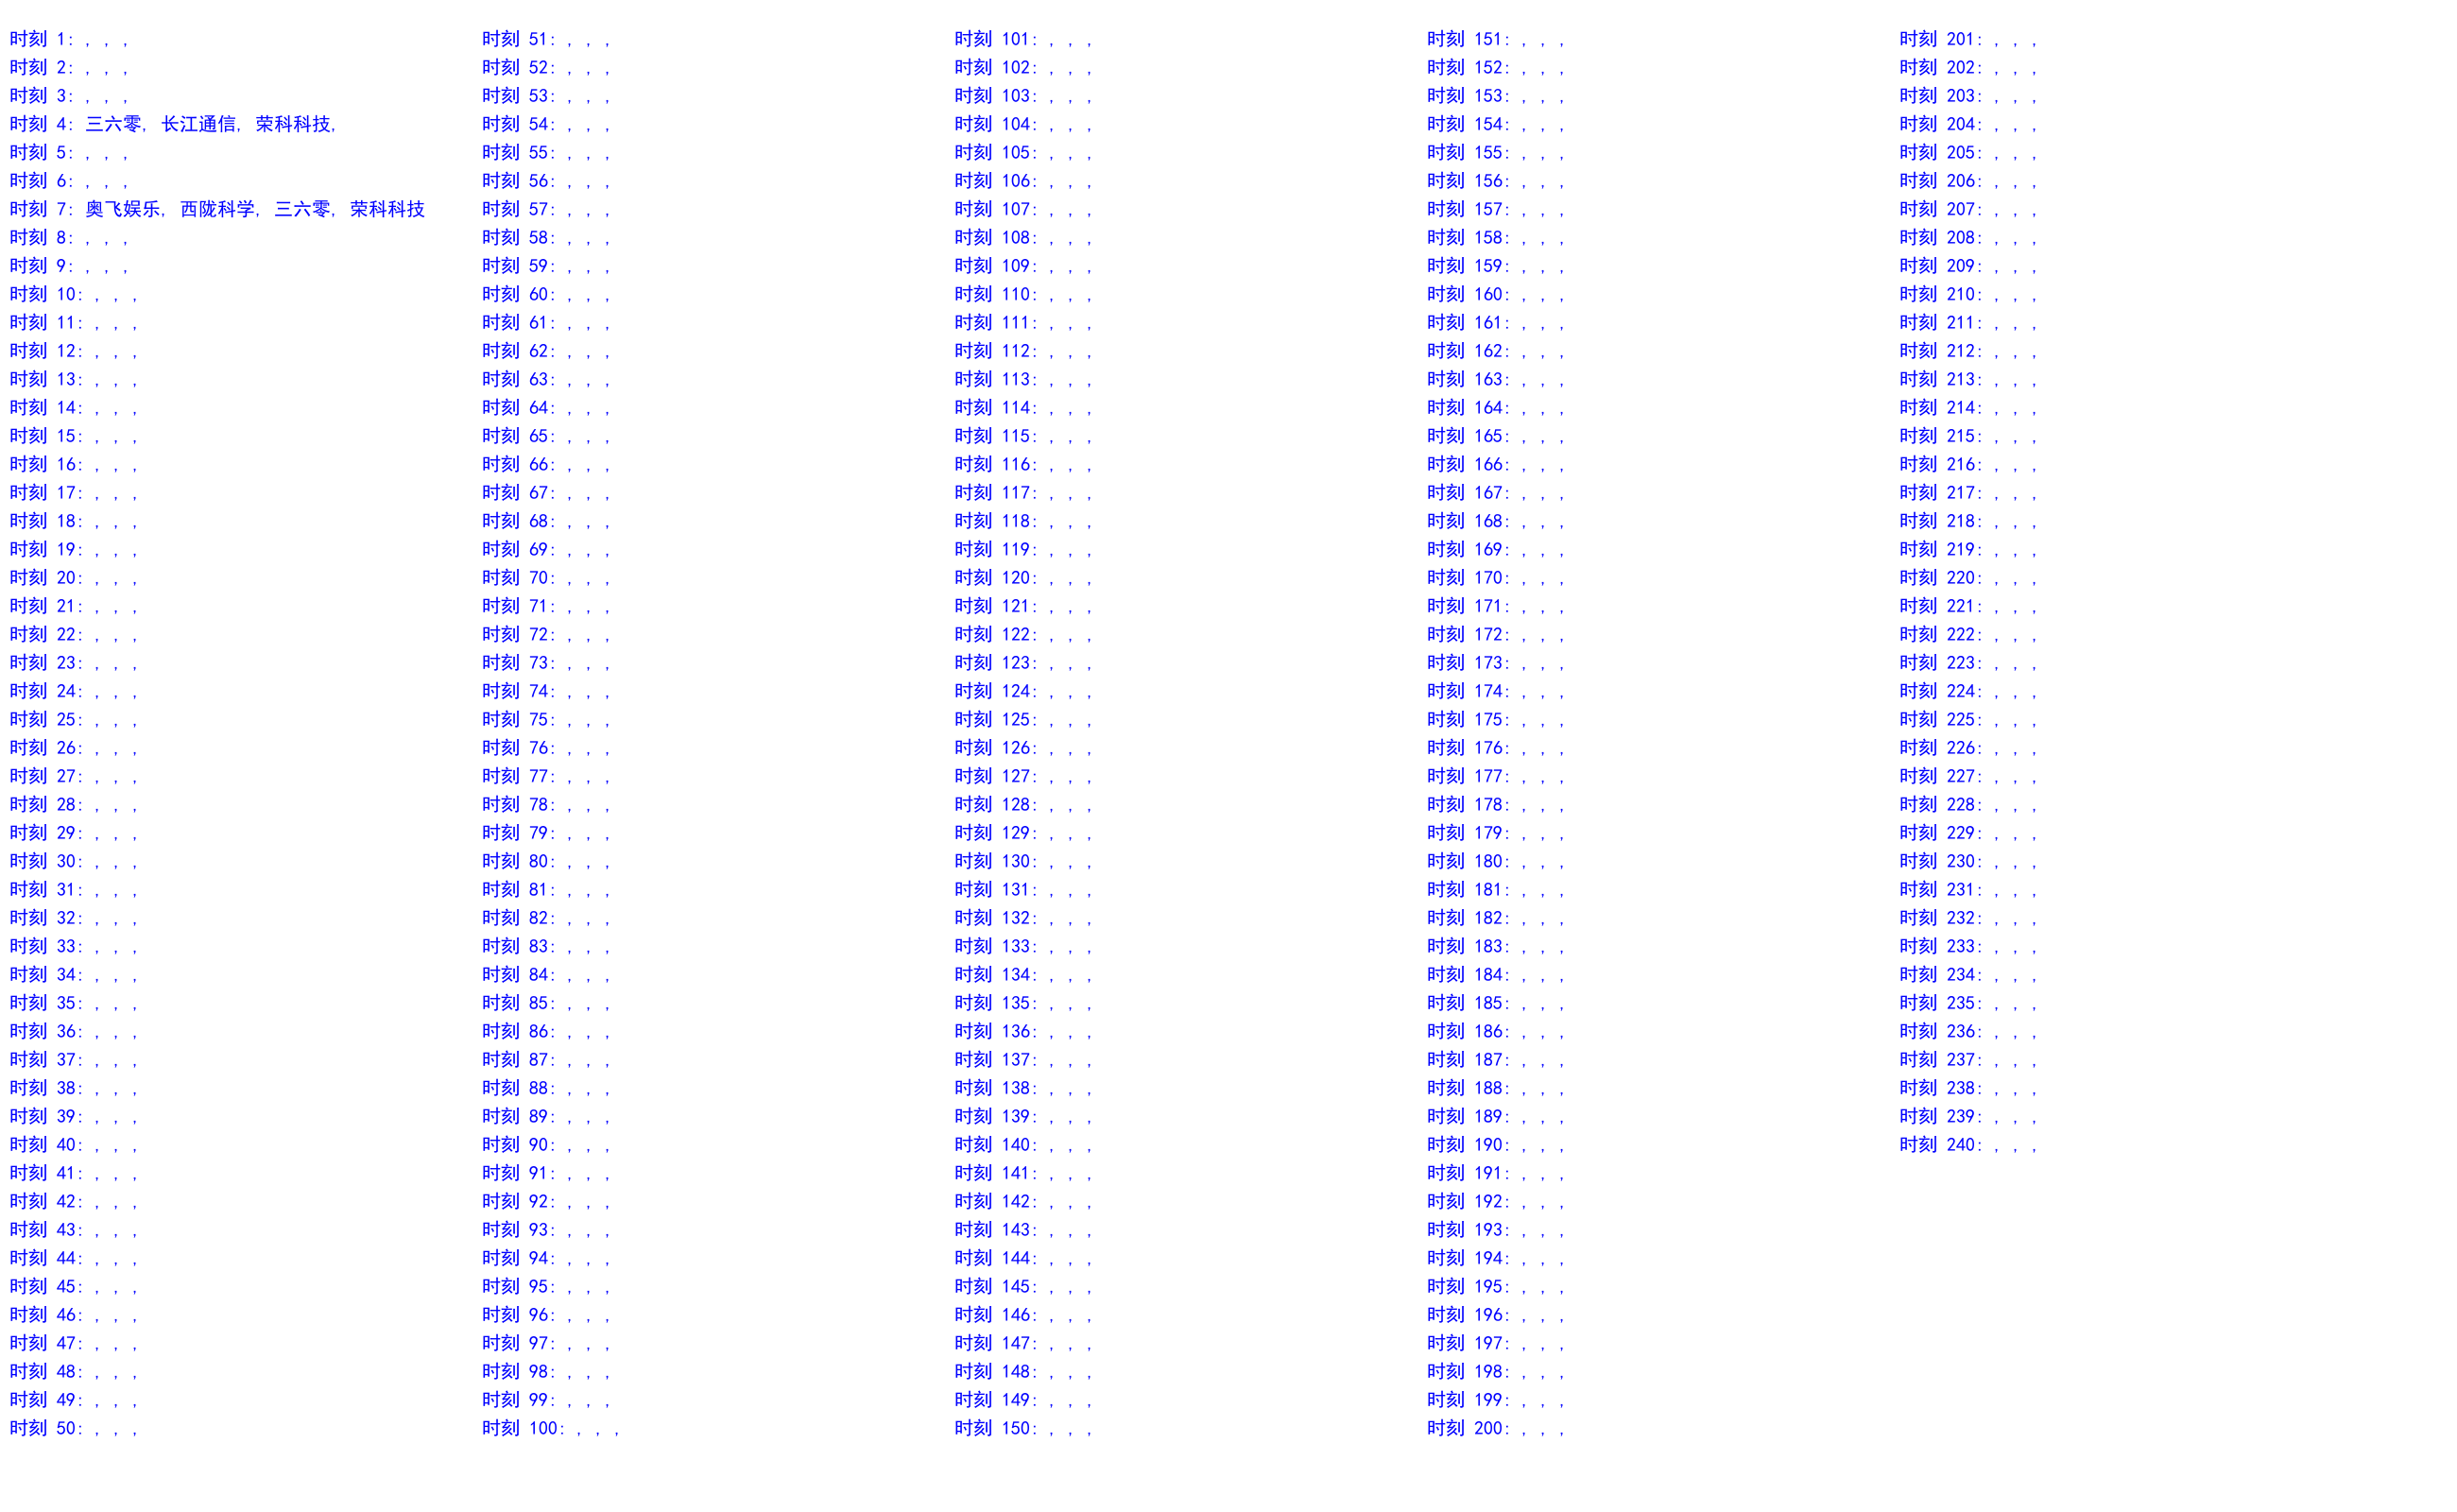 时刻 1: , , ,
时刻 2: , , ,
时刻 3: , , ,
时刻 4: 三六零, 长江通信, 荣科科技,
时刻 5: , , ,
时刻 6: , , ,
时刻 7: 奥飞娱乐, 西陇科学, 三六零, 荣科科技
时刻 8: , , ,
时刻 9: , , ,
时刻 10: , , ,
时刻 11: , , ,
时刻 12: , , ,
时刻 13: , , ,
时刻 14: , , ,
时刻 15: , , ,
时刻 16: , , ,
时刻 17: , , ,
时刻 18: , , ,
时刻 19: , , ,
时刻 20: , , ,
时刻 21: , , ,
时刻 22: , , ,
时刻 23: , , ,
时刻 24: , , ,
时刻 25: , , ,
时刻 26: , , ,
时刻 27: , , ,
时刻 28: , , ,
时刻 29: , , ,
时刻 30: , , ,
时刻 31: , , ,
时刻 32: , , ,
时刻 33: , , ,
时刻 34: , , ,
时刻 35: , , ,
时刻 36: , , ,
时刻 37: , , ,
时刻 38: , , ,
时刻 39: , , ,
时刻 40: , , ,
时刻 41: , , ,
时刻 42: , , ,
时刻 43: , , ,
时刻 44: , , ,
时刻 45: , , ,
时刻 46: , , ,
时刻 47: , , ,
时刻 48: , , ,
时刻 49: , , ,
时刻 50: , , ,
时刻 51: , , ,
时刻 52: , , ,
时刻 53: , , ,
时刻 54: , , ,
时刻 55: , , ,
时刻 56: , , ,
时刻 57: , , ,
时刻 58: , , ,
时刻 59: , , ,
时刻 60: , , ,
时刻 61: , , ,
时刻 62: , , ,
时刻 63: , , ,
时刻 64: , , ,
时刻 65: , , ,
时刻 66: , , ,
时刻 67: , , ,
时刻 68: , , ,
时刻 69: , , ,
时刻 70: , , ,
时刻 71: , , ,
时刻 72: , , ,
时刻 73: , , ,
时刻 74: , , ,
时刻 75: , , ,
时刻 76: , , ,
时刻 77: , , ,
时刻 78: , , ,
时刻 79: , , ,
时刻 80: , , ,
时刻 81: , , ,
时刻 82: , , ,
时刻 83: , , ,
时刻 84: , , ,
时刻 85: , , ,
时刻 86: , , ,
时刻 87: , , ,
时刻 88: , , ,
时刻 89: , , ,
时刻 90: , , ,
时刻 91: , , ,
时刻 92: , , ,
时刻 93: , , ,
时刻 94: , , ,
时刻 95: , , ,
时刻 96: , , ,
时刻 97: , , ,
时刻 98: , , ,
时刻 99: , , ,
时刻 100: , , ,
时刻 101: , , ,
时刻 102: , , ,
时刻 103: , , ,
时刻 104: , , ,
时刻 105: , , ,
时刻 106: , , ,
时刻 107: , , ,
时刻 108: , , ,
时刻 109: , , ,
时刻 110: , , ,
时刻 111: , , ,
时刻 112: , , ,
时刻 113: , , ,
时刻 114: , , ,
时刻 115: , , ,
时刻 116: , , ,
时刻 117: , , ,
时刻 118: , , ,
时刻 119: , , ,
时刻 120: , , ,
时刻 121: , , ,
时刻 122: , , ,
时刻 123: , , ,
时刻 124: , , ,
时刻 125: , , ,
时刻 126: , , ,
时刻 127: , , ,
时刻 128: , , ,
时刻 129: , , ,
时刻 130: , , ,
时刻 131: , , ,
时刻 132: , , ,
时刻 133: , , ,
时刻 134: , , ,
时刻 135: , , ,
时刻 136: , , ,
时刻 137: , , ,
时刻 138: , , ,
时刻 139: , , ,
时刻 140: , , ,
时刻 141: , , ,
时刻 142: , , ,
时刻 143: , , ,
时刻 144: , , ,
时刻 145: , , ,
时刻 146: , , ,
时刻 147: , , ,
时刻 148: , , ,
时刻 149: , , ,
时刻 150: , , ,
时刻 151: , , ,
时刻 152: , , ,
时刻 153: , , ,
时刻 154: , , ,
时刻 155: , , ,
时刻 156: , , ,
时刻 157: , , ,
时刻 158: , , ,
时刻 159: , , ,
时刻 160: , , ,
时刻 161: , , ,
时刻 162: , , ,
时刻 163: , , ,
时刻 164: , , ,
时刻 165: , , ,
时刻 166: , , ,
时刻 167: , , ,
时刻 168: , , ,
时刻 169: , , ,
时刻 170: , , ,
时刻 171: , , ,
时刻 172: , , ,
时刻 173: , , ,
时刻 174: , , ,
时刻 175: , , ,
时刻 176: , , ,
时刻 177: , , ,
时刻 178: , , ,
时刻 179: , , ,
时刻 180: , , ,
时刻 181: , , ,
时刻 182: , , ,
时刻 183: , , ,
时刻 184: , , ,
时刻 185: , , ,
时刻 186: , , ,
时刻 187: , , ,
时刻 188: , , ,
时刻 189: , , ,
时刻 190: , , ,
时刻 191: , , ,
时刻 192: , , ,
时刻 193: , , ,
时刻 194: , , ,
时刻 195: , , ,
时刻 196: , , ,
时刻 197: , , ,
时刻 198: , , ,
时刻 199: , , ,
时刻 200: , , ,
时刻 201: , , ,
时刻 202: , , ,
时刻 203: , , ,
时刻 204: , , ,
时刻 205: , , ,
时刻 206: , , ,
时刻 207: , , ,
时刻 208: , , ,
时刻 209: , , ,
时刻 210: , , ,
时刻 211: , , ,
时刻 212: , , ,
时刻 213: , , ,
时刻 214: , , ,
时刻 215: , , ,
时刻 216: , , ,
时刻 217: , , ,
时刻 218: , , ,
时刻 219: , , ,
时刻 220: , , ,
时刻 221: , , ,
时刻 222: , , ,
时刻 223: , , ,
时刻 224: , , ,
时刻 225: , , ,
时刻 226: , , ,
时刻 227: , , ,
时刻 228: , , ,
时刻 229: , , ,
时刻 230: , , ,
时刻 231: , , ,
时刻 232: , , ,
时刻 233: , , ,
时刻 234: , , ,
时刻 235: , , ,
时刻 236: , , ,
时刻 237: , , ,
时刻 238: , , ,
时刻 239: , , ,
时刻 240: , , ,